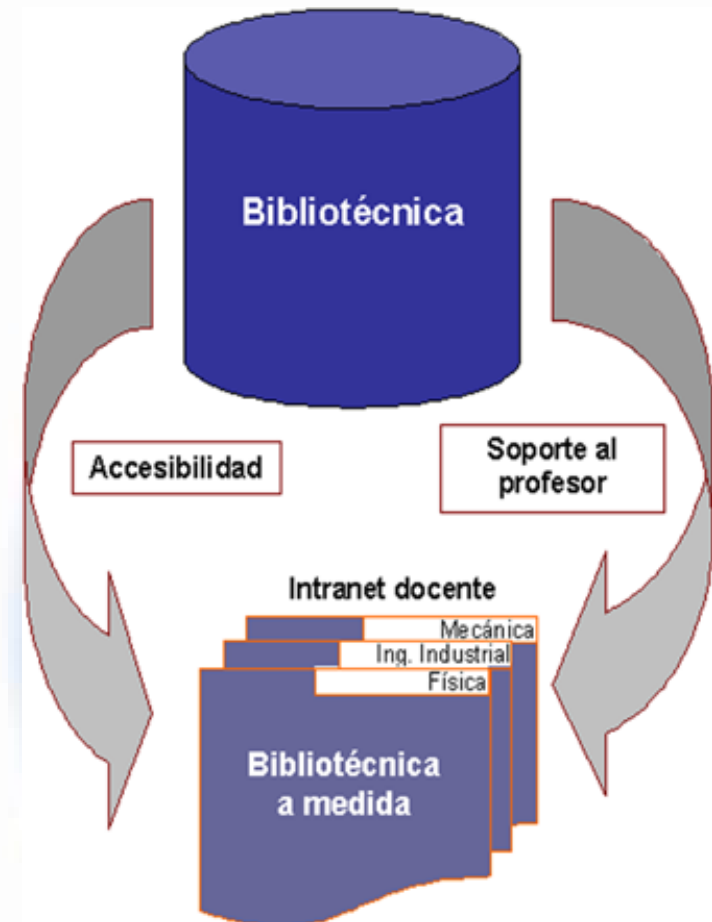 Bibliotécnica
Accesibilidad
Soporte al
profesor
Intranet docente
Mecánica
Ing. Industrial
Física
Bibliotécnica
a medida